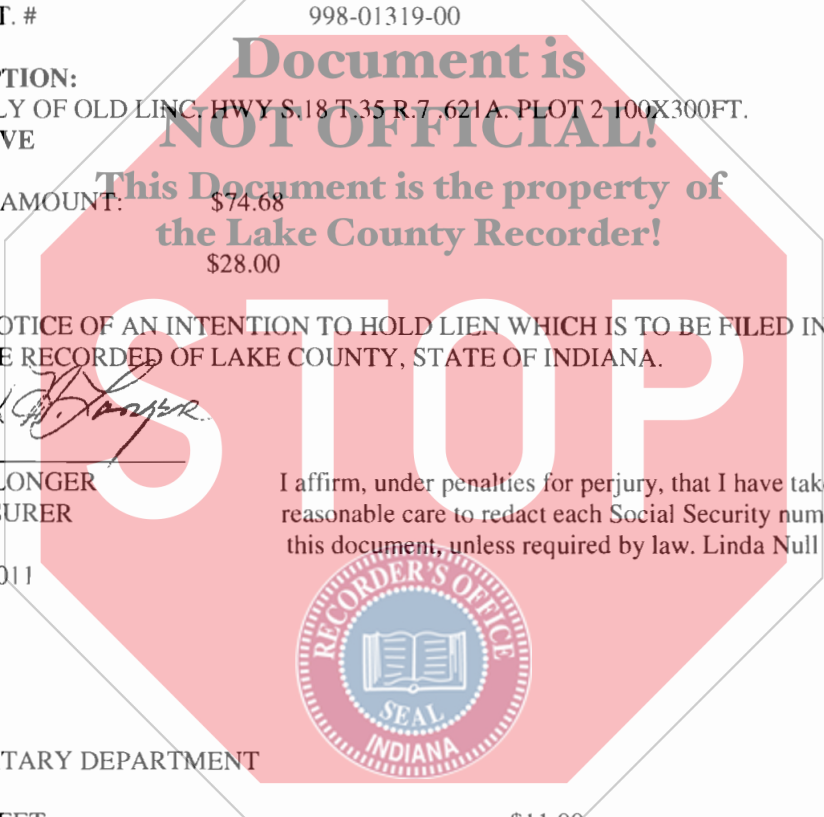 T. # 998-01319-00
Document is
TION:
LY OF OLD LINC. HWY S.18 T.35 R.7 .621A. PLOT 2 100X300FT.
VE
NOT OFFICIAL!
This Document is the property of
AMOUNT: $74.68
the Lake County Recorder!
$28.00
OTICE OF AN INTENTION TO HOLD LIEN WHICH IS TO BE FILED IN
E RECORDED OF LAKE COUNTY, STATE OF INDIANA.
STOP
LONGER
SURER
I affirm, under penalties for perjury, that I have tak
reasonable care to redact each Social Security num
this document, unless required by law. Linda Null
011
RECORDER'S OFFICE
SEAL
INDIANA
TARY DEPARTMENT
$11.00